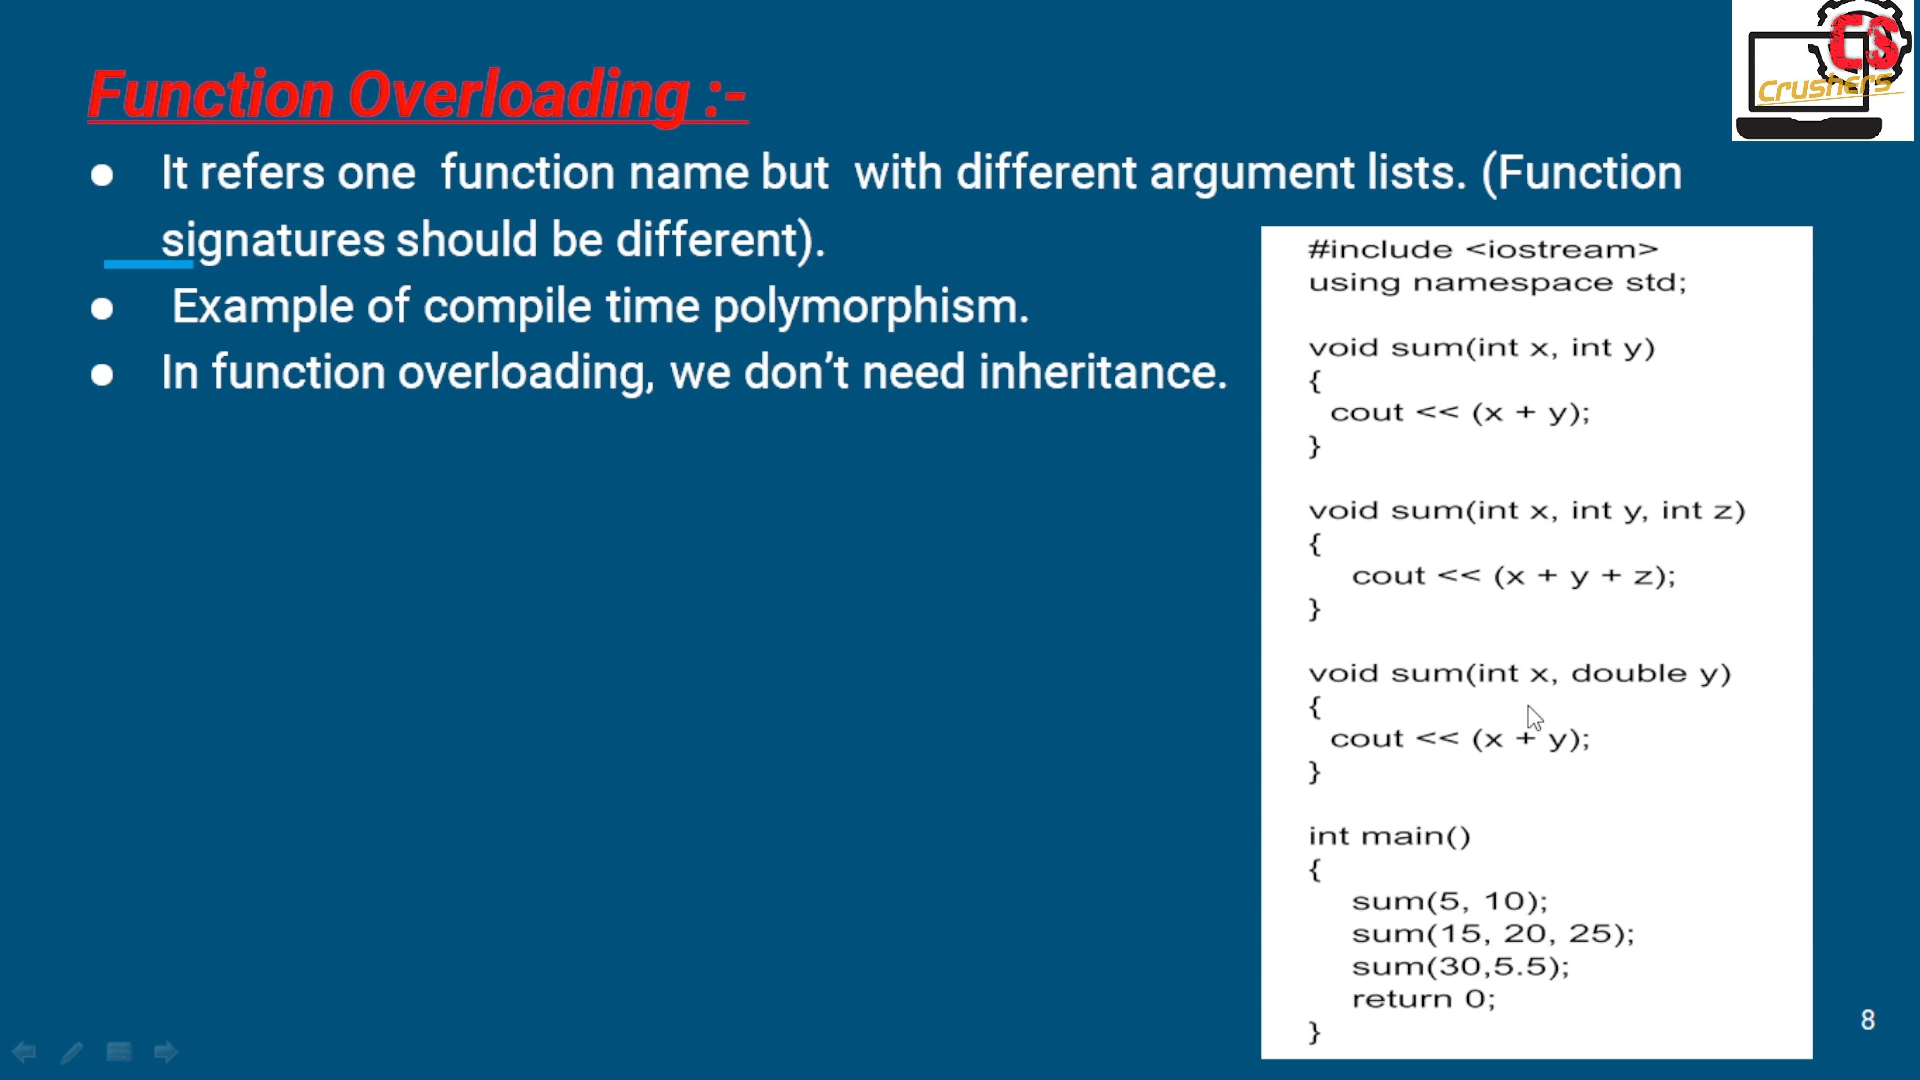 Function Overloading :-
● It refers one function name but with different argument lists. (Function
signatures should be different).
● Example of compile time polymorphism.
● In function overloading, we don’t need inheritance.
CS
Crushers
#include <iostream>
using namespace std;
void sum(int x, int y)
{
cout << (x + y);
}
void sum(int x, int y, int z)
{
cout << (x + y + z);
}
void sum(int x, double y)
{
cout << (x + y);
}
int main()
{
sum(5, 10);
sum(15, 20, 25);
sum(30,5.5);
return 0;
}
8